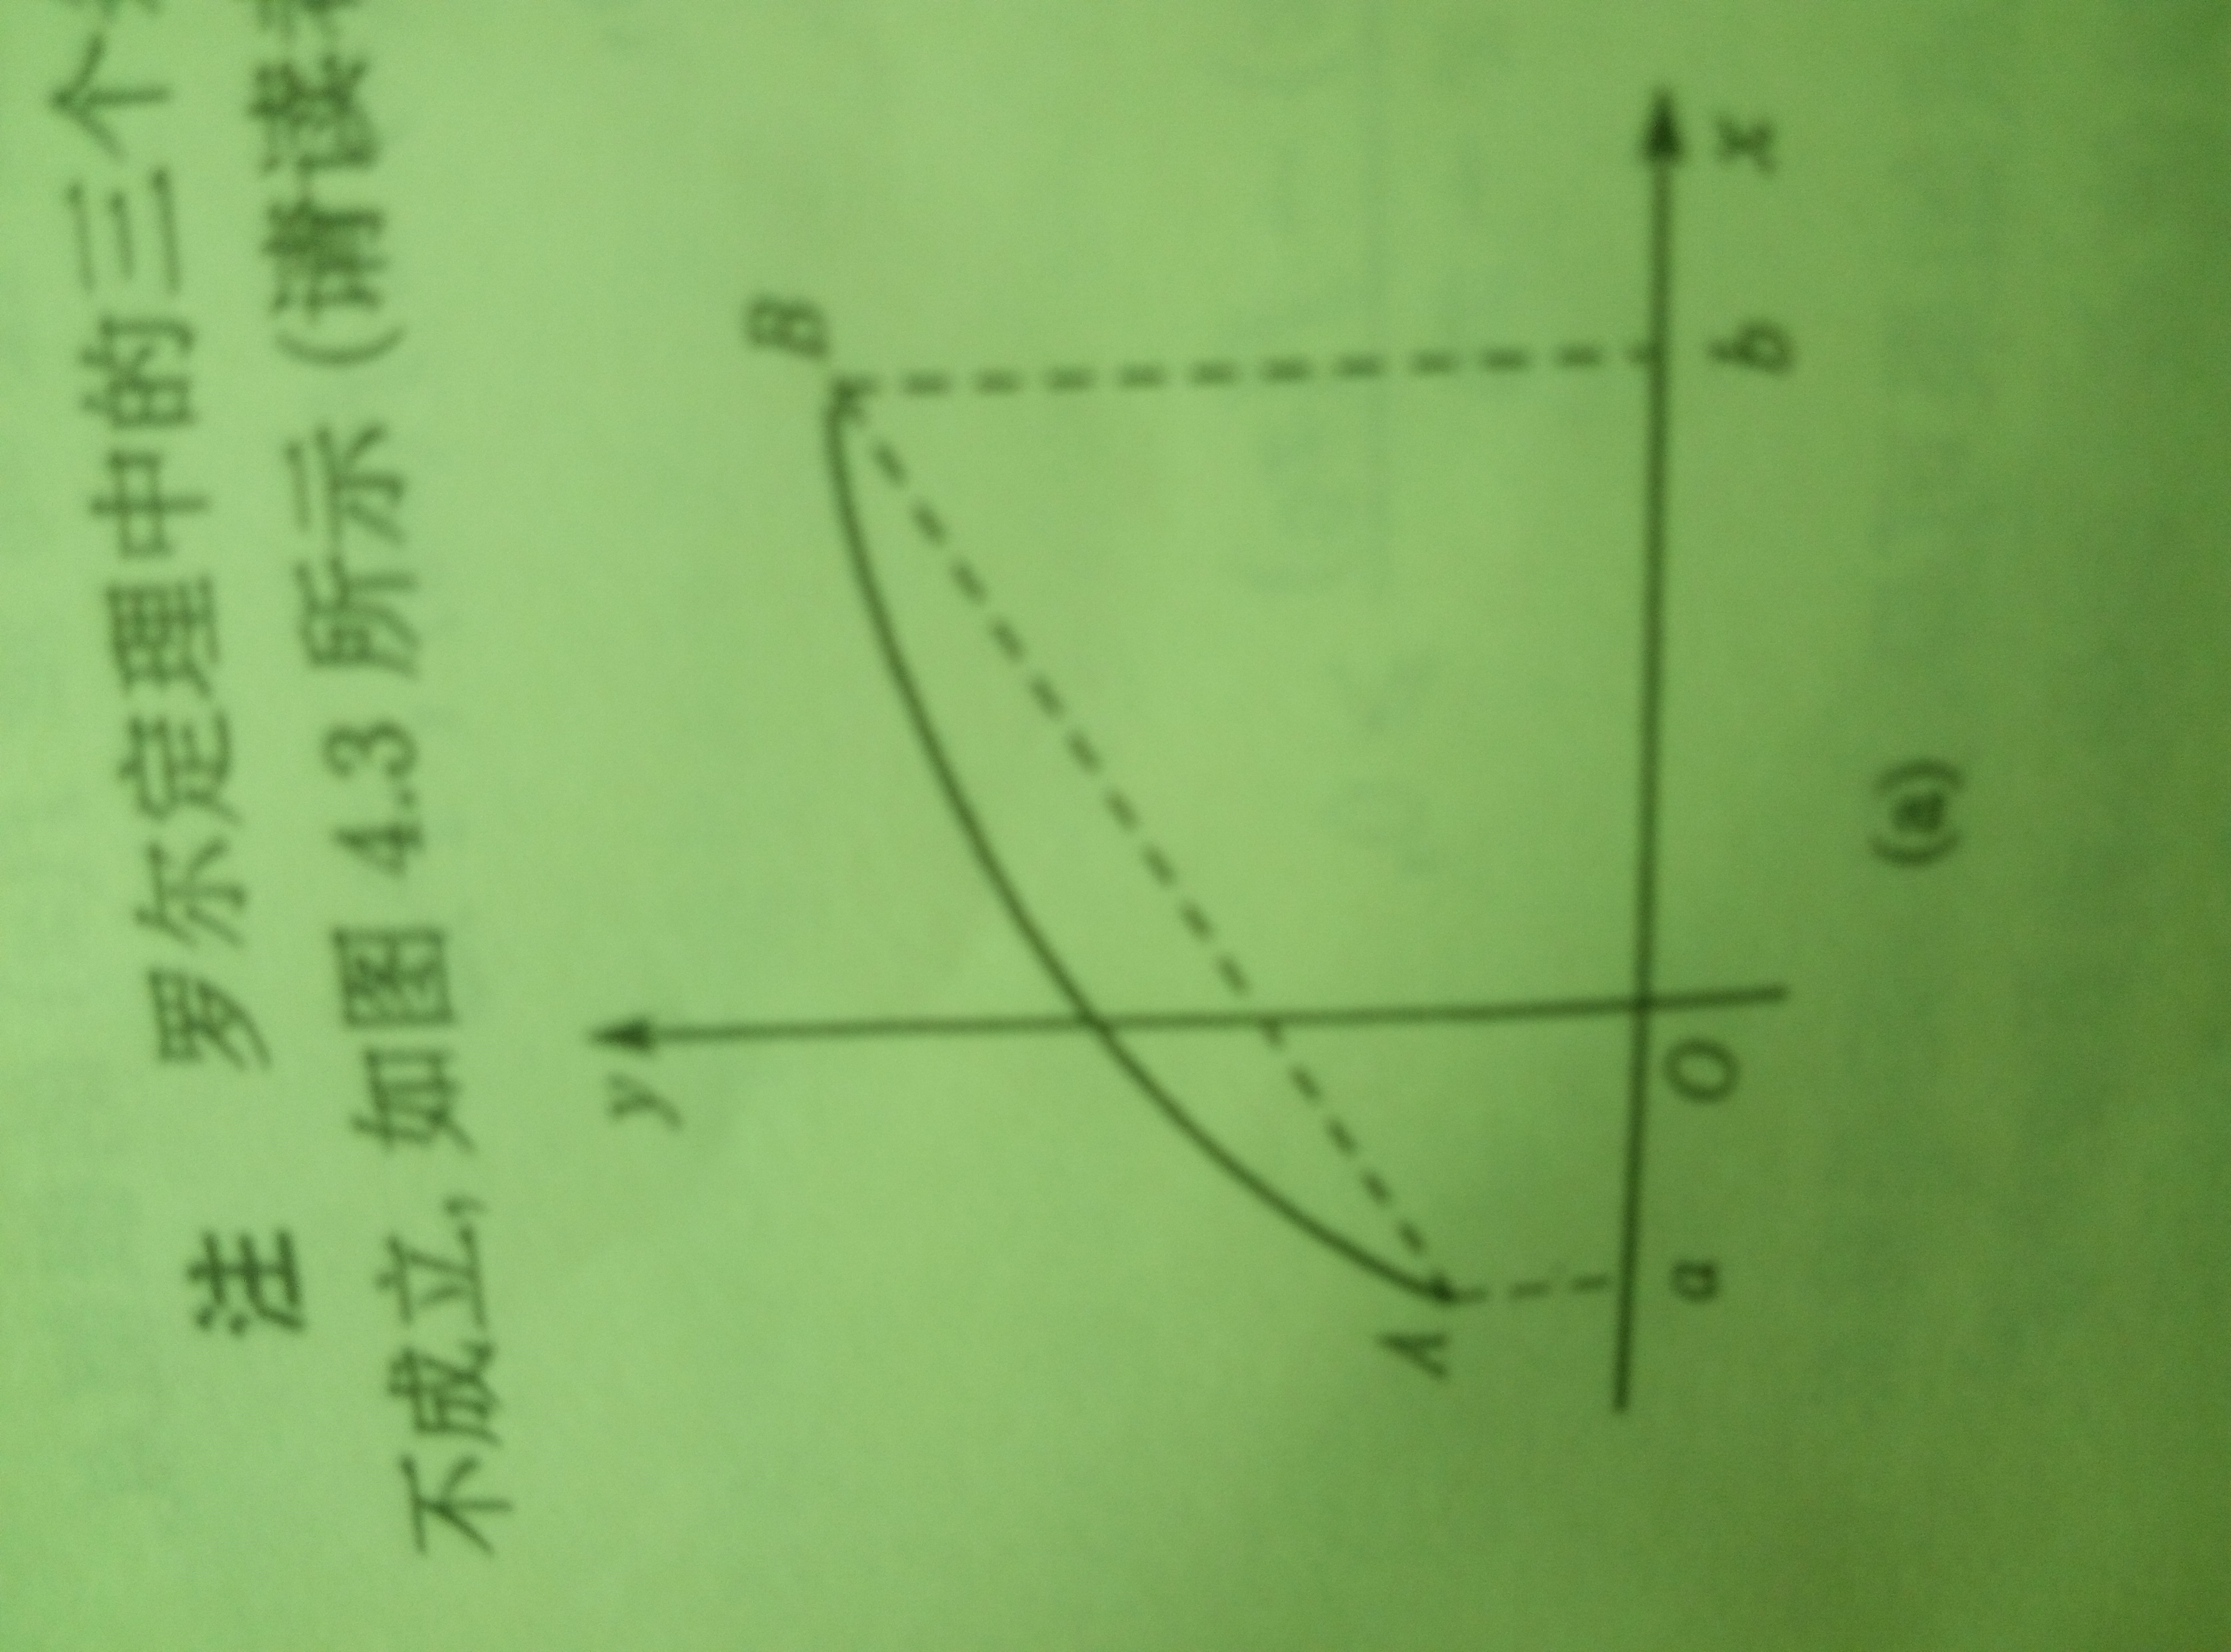 注 罗尔定理中的三个
不成立, 如图 4.3 所示 (请读
y
B
A
a
O
b
x
(a)